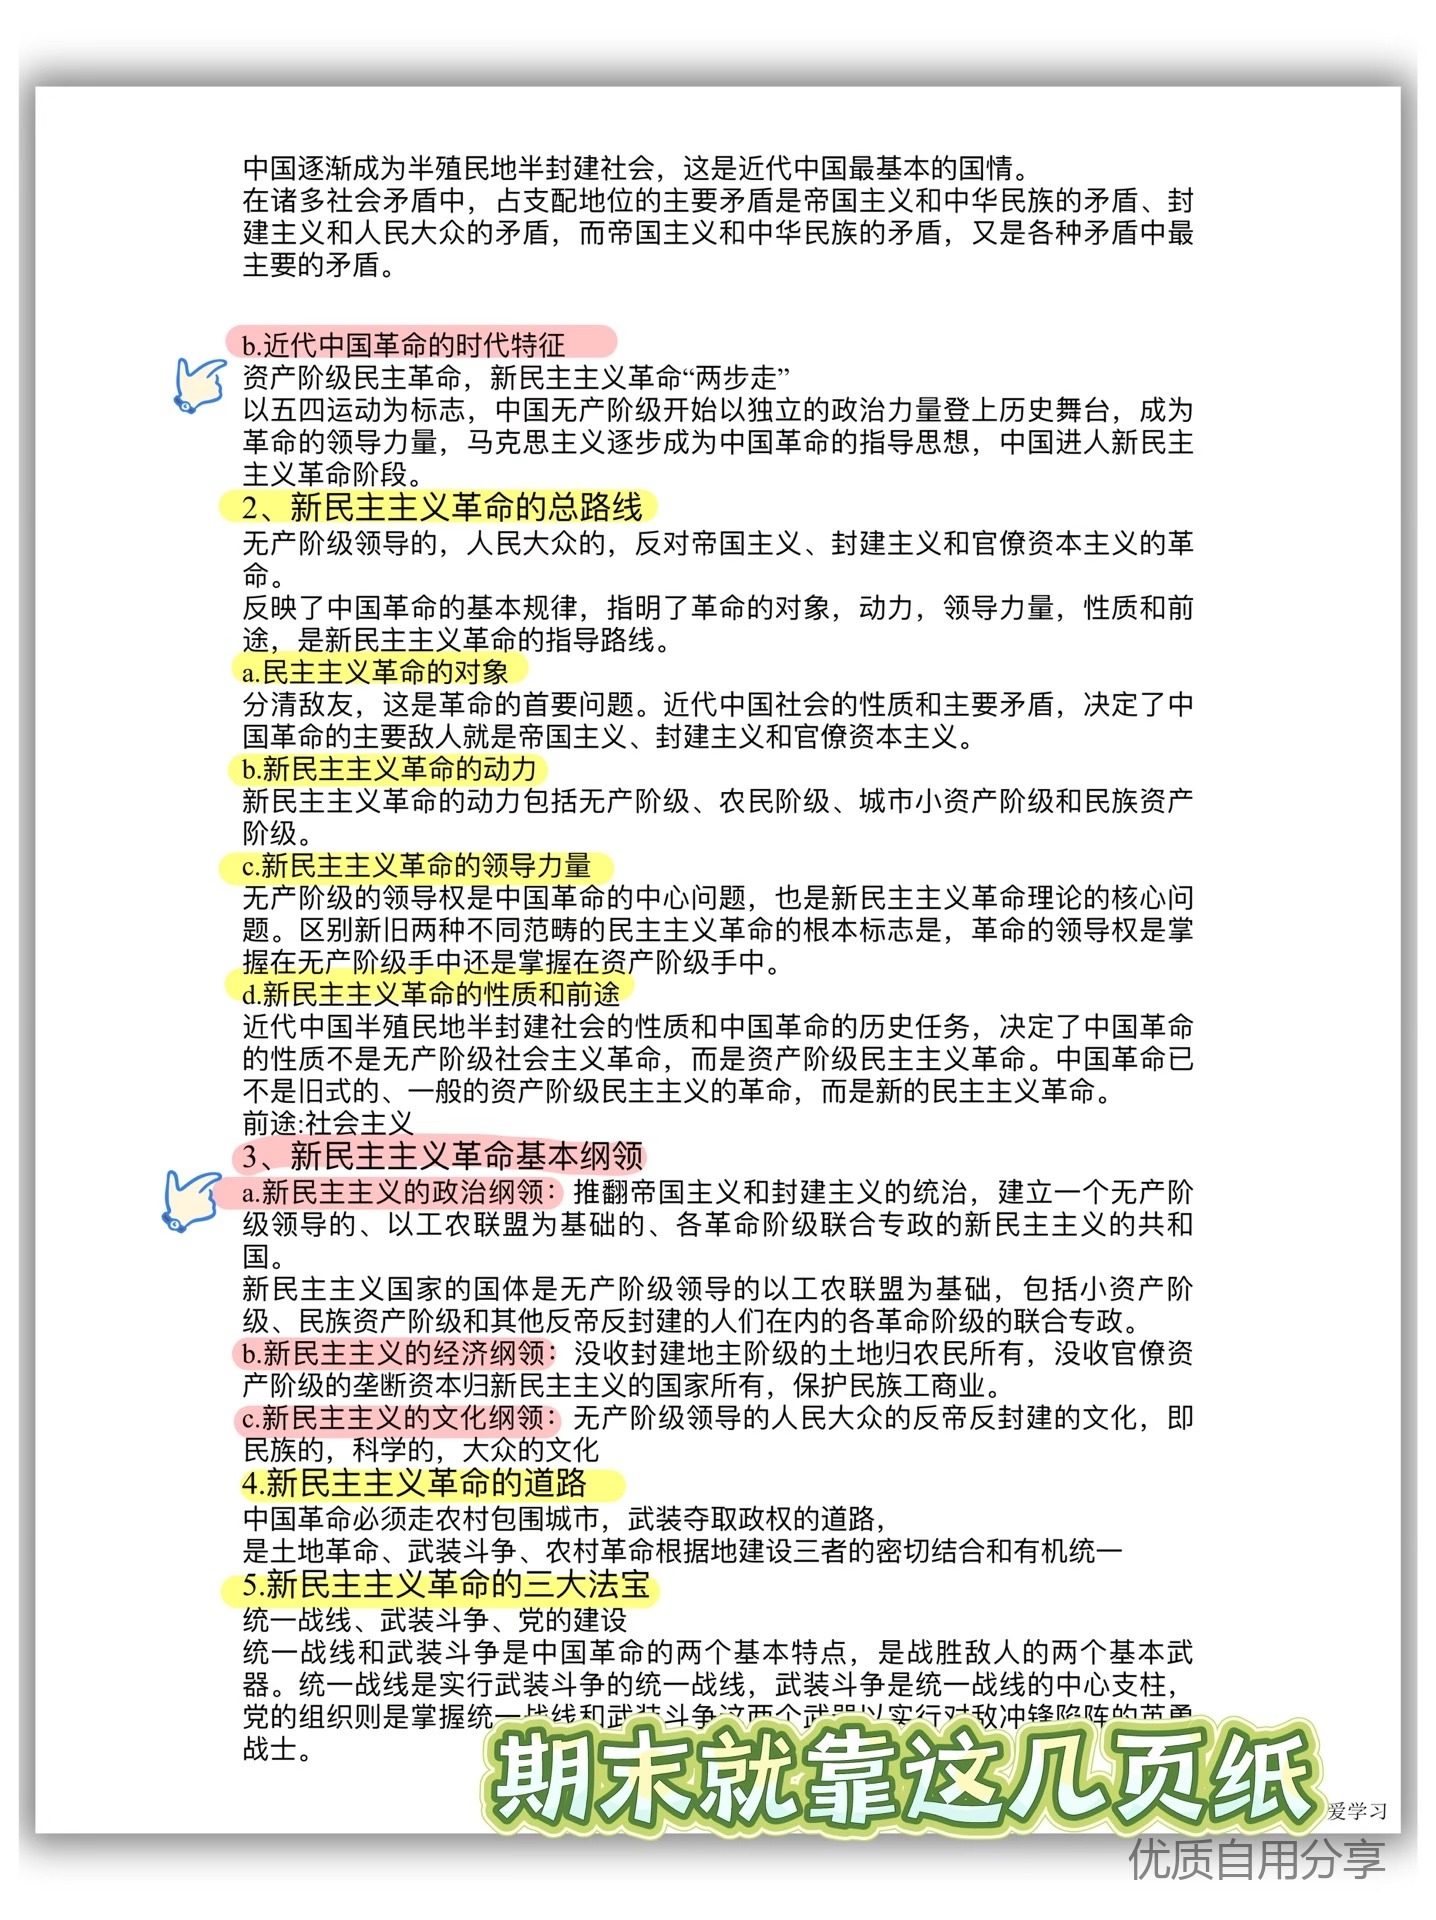 中国逐渐成为半殖民地半封建社会，这是近代中国最基本的国情。
在诸多社会矛盾中，占支配地位的主要矛盾是帝国主义和中华民族的矛盾、封
建主义和人民大众的矛盾，而帝国主义和中华民族的矛盾，又是各种矛盾中最
主要的矛盾。
b.近代中国革命的时代特征
资产阶级民主革命，新民主主义革命“两步走”
以五四运动为标志，中国无产阶级开始以独立的政治力量登上历史舞台，成为
革命的领导力量，马克思主义逐步成为中国革命的指导思想，中国进人新民主
主义革命阶段。
2、新民主主义革命的总路线
无产阶级领导的，人民大众的，反对帝国主义、封建主义和官僚资本主义的革
命。
反映了中国革命的基本规律，指明了革命的对象，动力，领导力量，性质和前
途，是新民主主义革命的指导路线。
a.民主主义革命的对象
分清敌友，这是革命的首要问题。近代中国社会的性质和主要矛盾，决定了中
国革命的主要敌人就是帝国主义、封建主义和官僚资本主义。
b.新民主主义革命的动力
新民主主义革命的动力包括无产阶级、农民阶级、城市小资产阶级和民族资产
阶级。
c.新民主主义革命的领导力量
无产阶级的领导权是中国革命的中心问题，也是新民主主义革命理论的核心问
题。区别新旧两种不同范畴的民主主义革命的根本标志是，革命的领导权是掌
握在无产阶级手中还是掌握在资产阶级手中。
d.新民主主义革命的性质和前途
近代中国半殖民地半封建社会的性质和中国革命的历史任务，决定了中国革命
的性质不是无产阶级社会主义革命，而是资产阶级民主主义革命。中国革命已
不是旧式的、一般的资产阶级民主主义的革命，而是新的民主主义革命。
前途:社会主义
3、新民主主义革命基本纲领
a.新民主主义的政治纲领：推翻帝国主义和封建主义的统治，建立一个无产阶
级领导的、以工农联盟为基础的、各革命阶级联合专政的新民主主义的共和
国。
新民主主义国家的国体是无产阶级领导的以工农联盟为基础，包括小资产阶
级、民族资产阶级和其他反帝反封建的人们在内的各革命阶级的联合专政。
b.新民主主义的经济纲领：没收封建地主阶级的土地归农民所有，没收官僚资
产阶级的垄断资本归新民主主义的国家所有，保护民族工商业。
c.新民主主义的文化纲领：无产阶级领导的人民大众的反帝反封建的文化，即
民族的，科学的，大众的文化
4.新民主主义革命的道路
中国革命必须走农村包围城市，武装夺取政权的道路，
是土地革命、武装斗争、农村革命根据地建设三者的密切结合和有机统一
5.新民主主义革命的三大法宝
统一战线、武装斗争、党的建设
统一战线和武装斗争是中国革命的两个基本特点，是战胜敌人的两个基本武
器。统一战线是实行武装斗争的统一战线，武装斗争是统一战线的中心支柱，
党的组织则是掌握统一战线和武装斗争这两个武器以实行对敌冲锋陷阵的英勇
战士。
期末就靠这几页纸
爱学习
优质自用分享